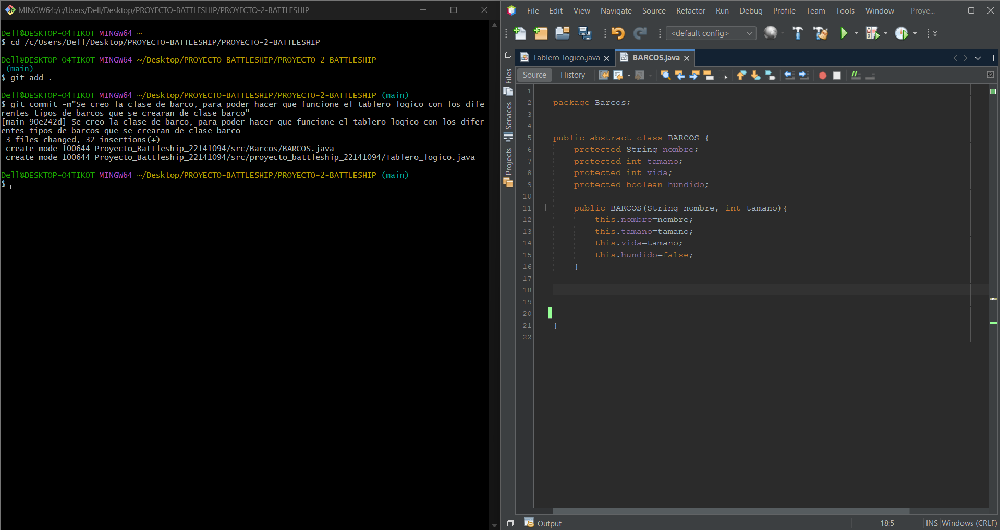 MINGW64:/c/Users/Dell/Desktop/PROYECTO-BATTLESHIP/PROYECTO-2-BATTLESHIP
Dell@DESKTOP-O4TIKOT MINGW64 ~
$ cd /c/Users/Dell/Desktop/PROYECTO-BATTLESHIP/PROYECTO-2-BATTLESHIP
Dell@DESKTOP-O4TIKOT MINGW64 ~/Desktop/PROYECTO-BATTLESHIP/PROYECTO-2-BATTLESHIP
(main)
$ git add .
Dell@DESKTOP-O4TIKOT MINGW64 ~/Desktop/PROYECTO-BATTLESHIP/PROYECTO-2-BATTLESHIP (main)
$ git commit -m"Se creo la clase de barco, para poder hacer que funcione el tablero logico con los dife
rentes tipos de barcos que se crearan de clase barco"
[main 90e242d] Se creo la clase de barco, para poder hacer que funcione el tablero logico con los difer
entes tipos de barcos que se crearan de clase barco
3 files changed, 32 insertions(+)
create mode 100644 Proyecto_Battleship_22141094/src/Barcos/BARCOS.java
create mode 100644 Proyecto_Battleship_22141094/src/proyecto_battleship_22141094/Tablero_logico.java
Dell@DESKTOP-O4TIKOT MINGW64 ~/Desktop/PROYECTO-BATTLESHIP/PROYECTO-2-BATTLESHIP (main)
$
File Edit View Navigate Source Refactor Run Debug Profile Team Tools Window Proye...
<default config>
Tablero_logico.java BARCOS.java
Source History
Files
Services
Projects
1
2 package Barcos;
3
4
5 public abstract class BARCOS {
6 protected String nombre;
7 protected int tamano;
8 protected int vida;
9 protected boolean hundido;
10
11 public BARCOS(String nombre, int tamano){
12 this.nombre=nombre;
13 this.tamano=tamano;
14 this.vida=tamano;
15 this.hundido=false;
16 }
17
18
19
20
21 }
22
Output
18:5 INS Windows (CRLF)